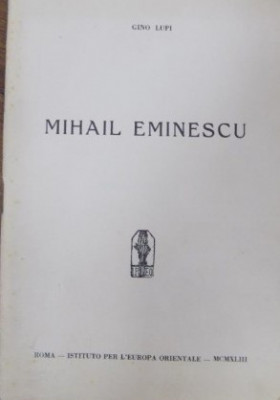 GINO LUPI
MIHAIL EMINESCU
ROMA — ISTITUTO PER L'EUROPA ORIENTALE — MCMXLIII